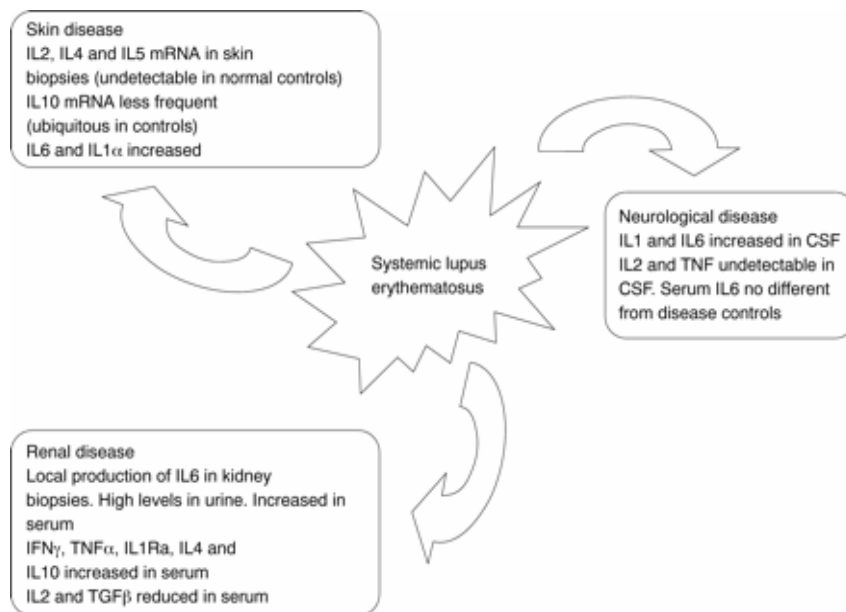 Skin disease
IL2, IL4 and IL5 mRNA in skin
biopsies (undetectable in normal controls)
IL10 mRNA less frequent
(ubiquitous in controls)
IL6 and IL1α increased
Systemic lupus
erythematosus
Neurological disease
IL1 and IL6 increased in CSF
IL2 and TNF undetectable in
CSF. Serum IL6 no different
from disease controls
Renal disease
Local production of IL6 in kidney
biopsies. High levels in urine. Increased in
serum
IFNγ, TNFα, IL1Ra, IL4 and
IL10 increased in serum
IL2 and TGFβ reduced in serum